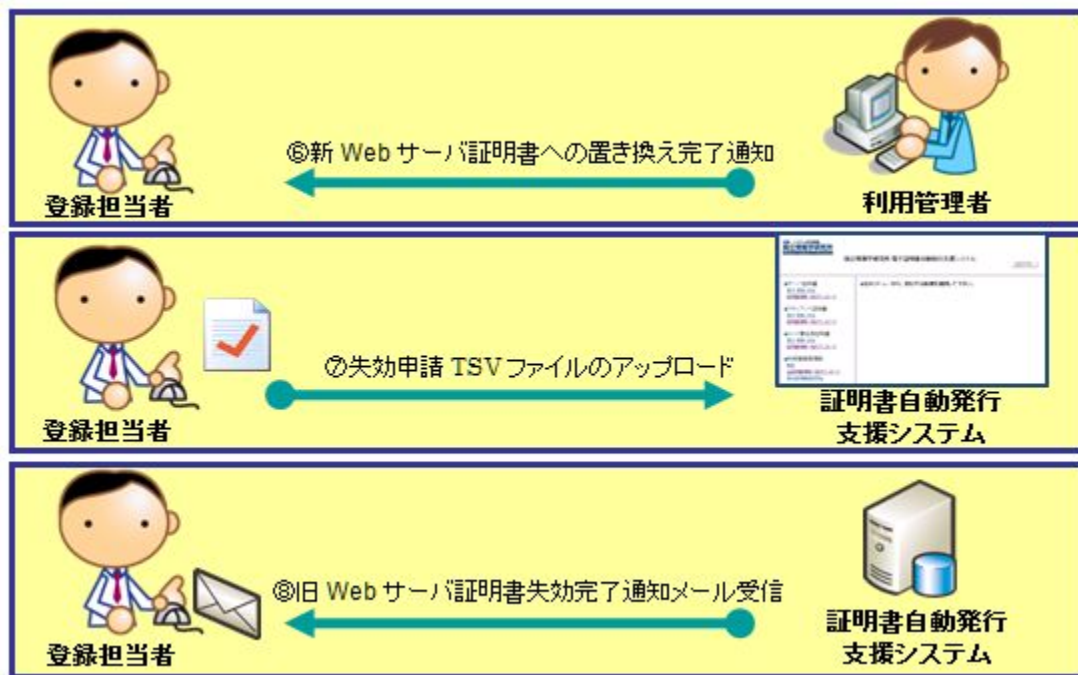 ⑥新 Web サーバ証明書への置き換え完了通知
登録担当者
利用管理者
⑦失効申請 TSV ファイルのアップロード
登録担当者
証明書自動発行
支援システム
⑧旧 Web サーバ証明書失効完了通知メール受信
登録担当者
証明書自動発行
支援システム